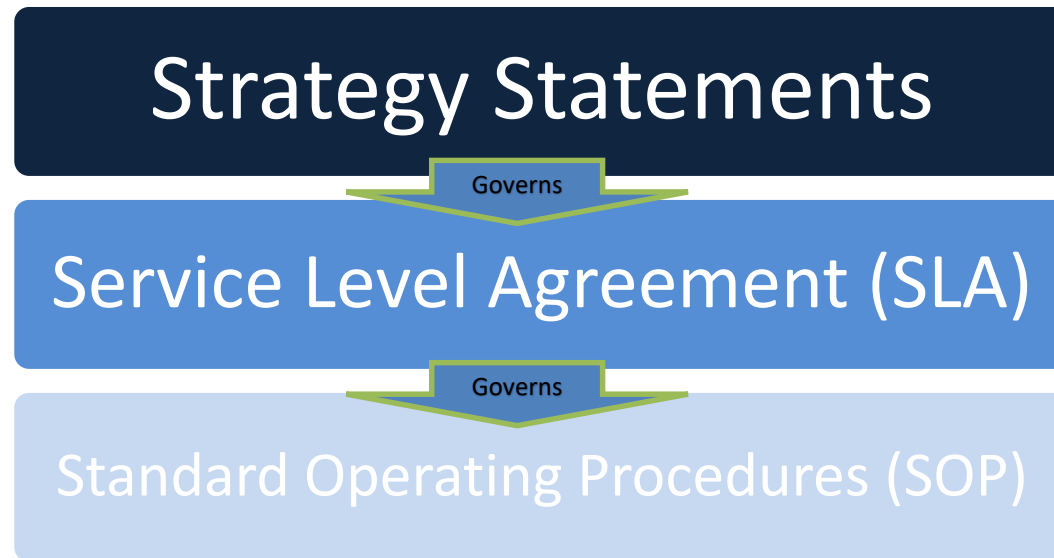 Strategy Statements
Governs
Service Level Agreement (SLA)
Governs
Standard Operating Procedures (SOP)